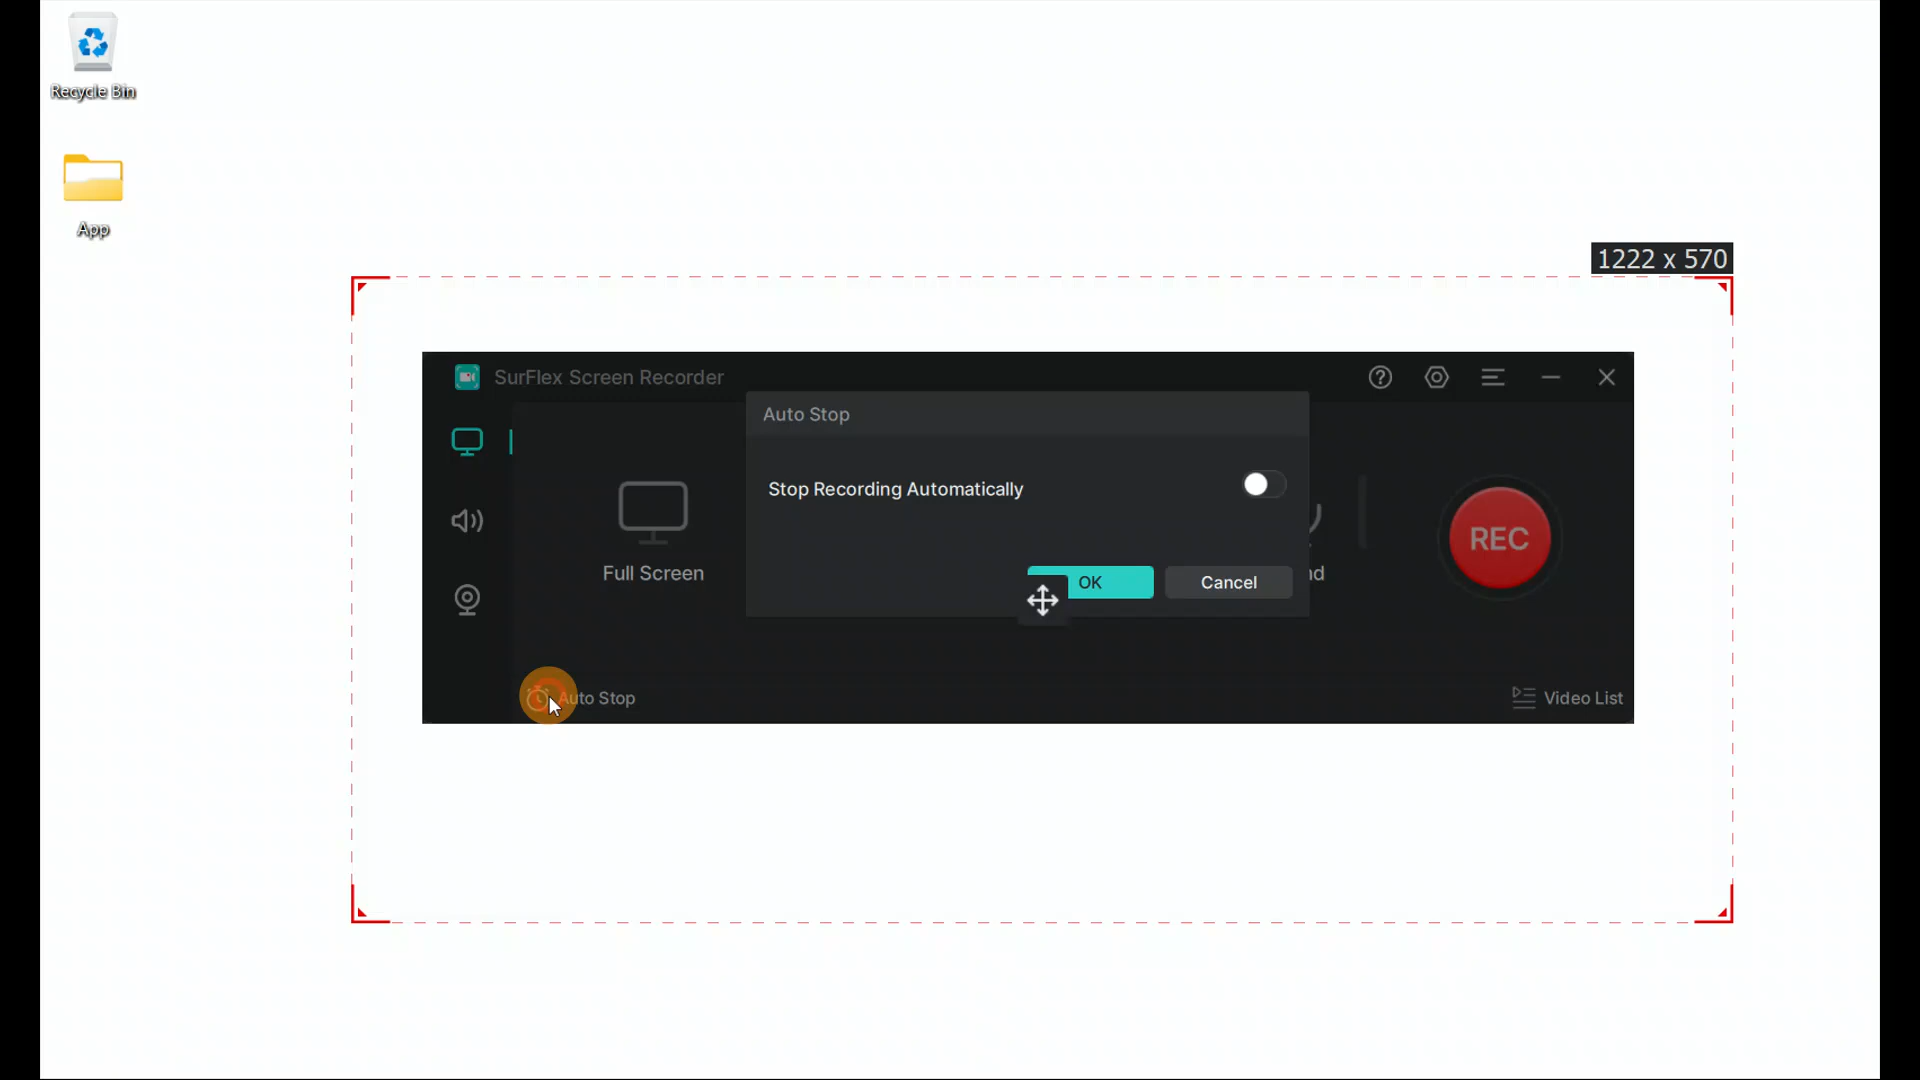 Recycle Bin
App
1222 x 570
SurFlex Screen Recorder
Auto Stop
Stop Recording Automatically
REC
Full Screen
nd
OK
Cancel
Auto Stop
Video List